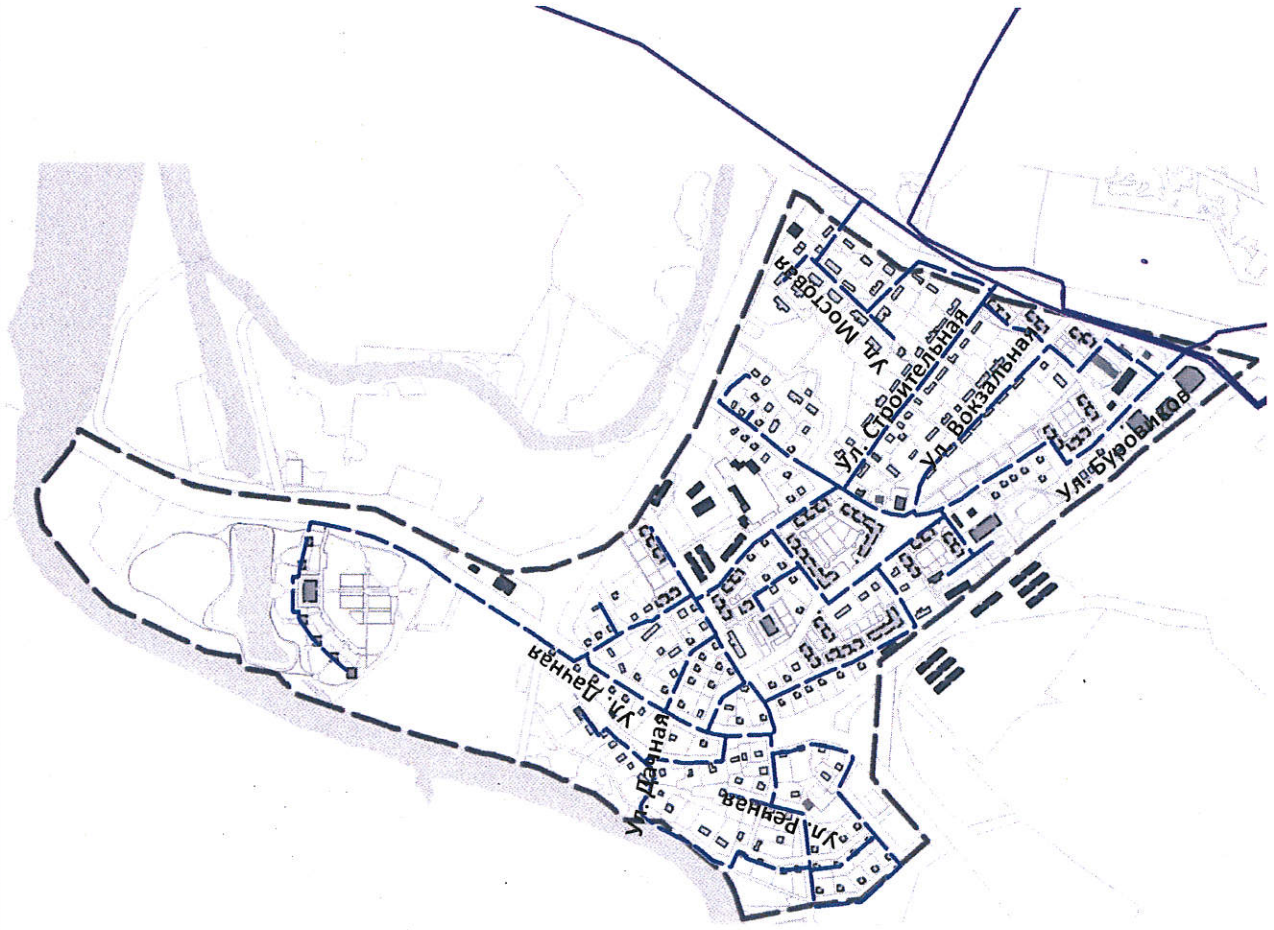 Ул. Мостовая
Ул. Строительная
Ул. Вокзальная
Ул. Буровиков
Ул. Дачная
Ул. Дачная
Ул. Речная